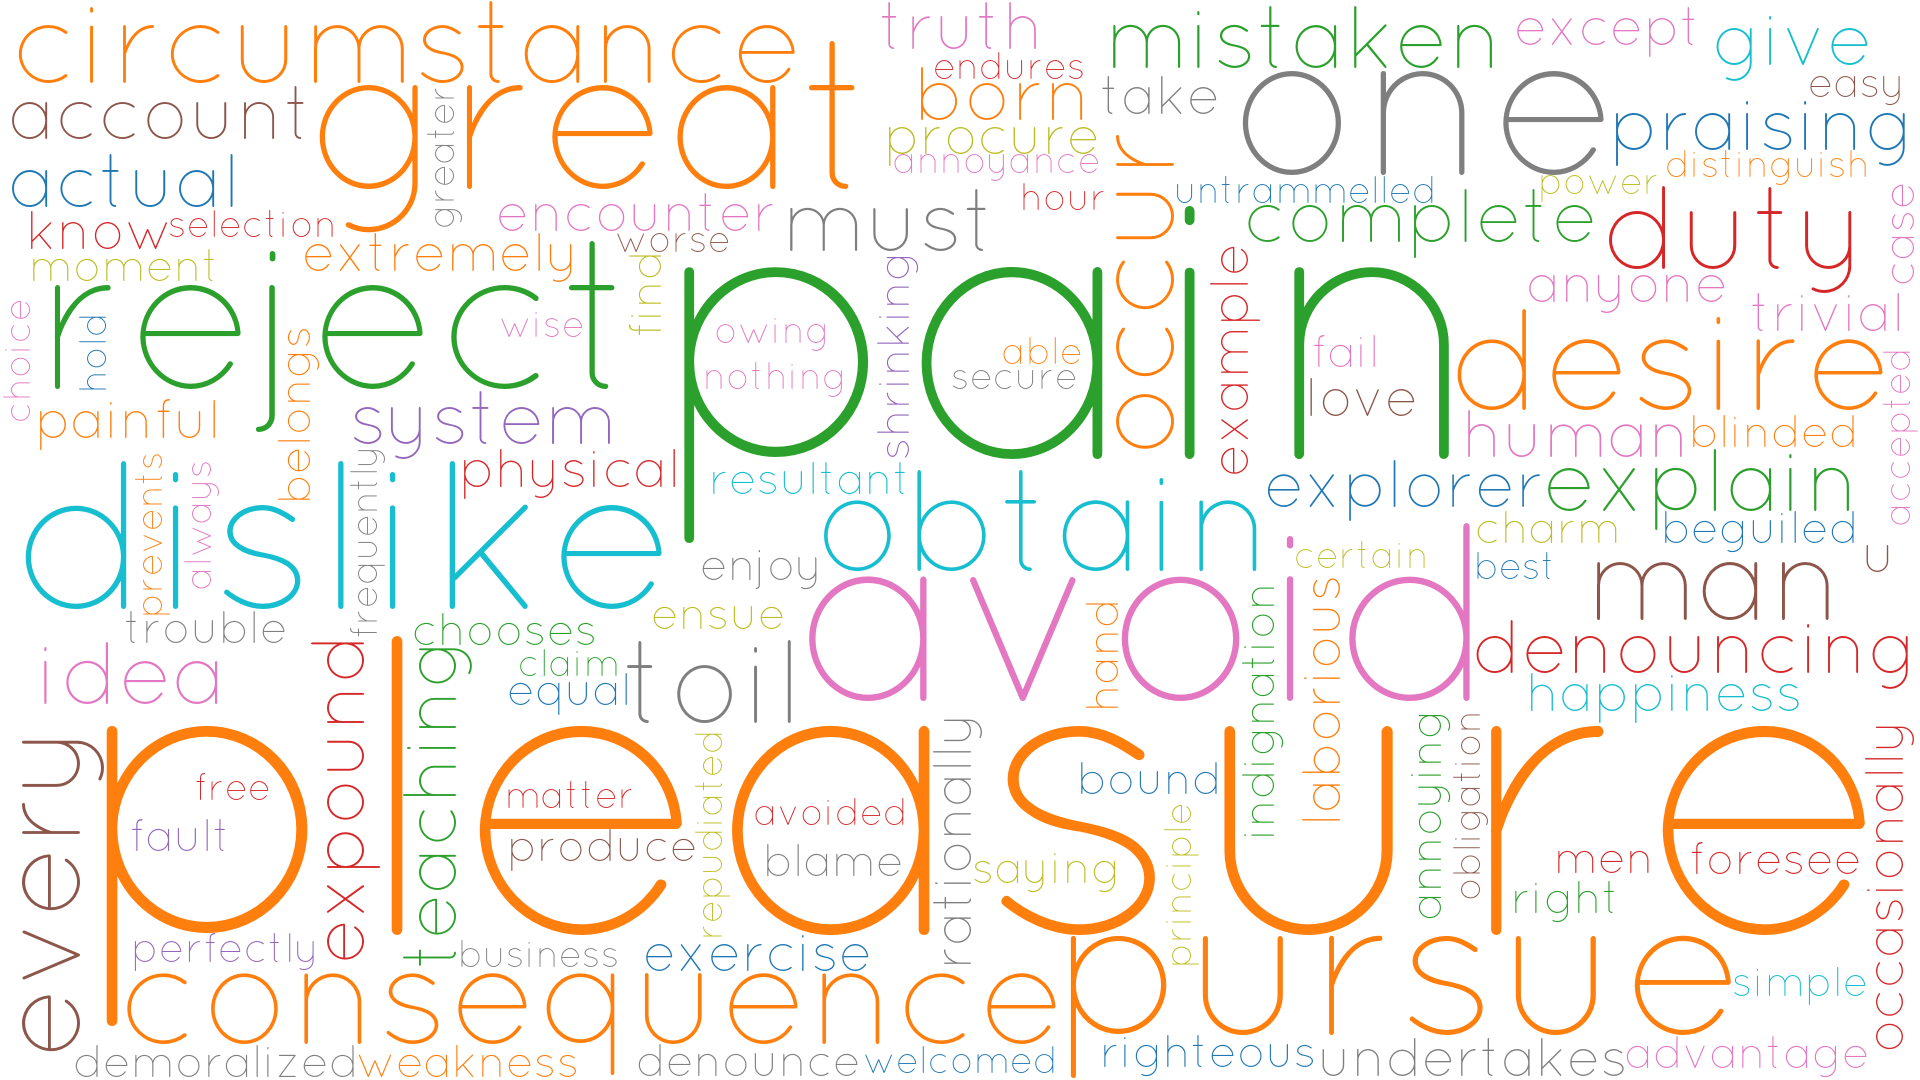 circumstance
truth
mistaken
except
give
endures
easy
account
great
greater
born
take
one
praising
procure
annoyance
occur
distinguish
actual
hour
untrammelled
power
case
know
selection
encounter
must
complete
duty
moment
extremely
worse
find
shrinking
pain
example
anyone
trivial
choice
hold
reject
wise
owing
nothing
able
secure
fail
love
desire
accepted
belongs
painful
system
human
blinded
physical
resultant
explorer
explain
prevents
always
frequently
dislike
obtain
charm
beguiled
enjoy
certain
best
u
avoid
man
ensue
hand
indignation
laborious
trouble
chooses
claim
equal
toil
denouncing
idea
expound
teaching
happiness
every
pleasure
free
fault
matter
produce
repudiated
avoided
blame
rationally
saying
bound
principle
annoying
obligation
men
foresee
right
occasionally
perfectly
business
exercise
consequence
pursue
simple
demoralized
weakness
denounce
welcomed
righteous
undertakes
advantage